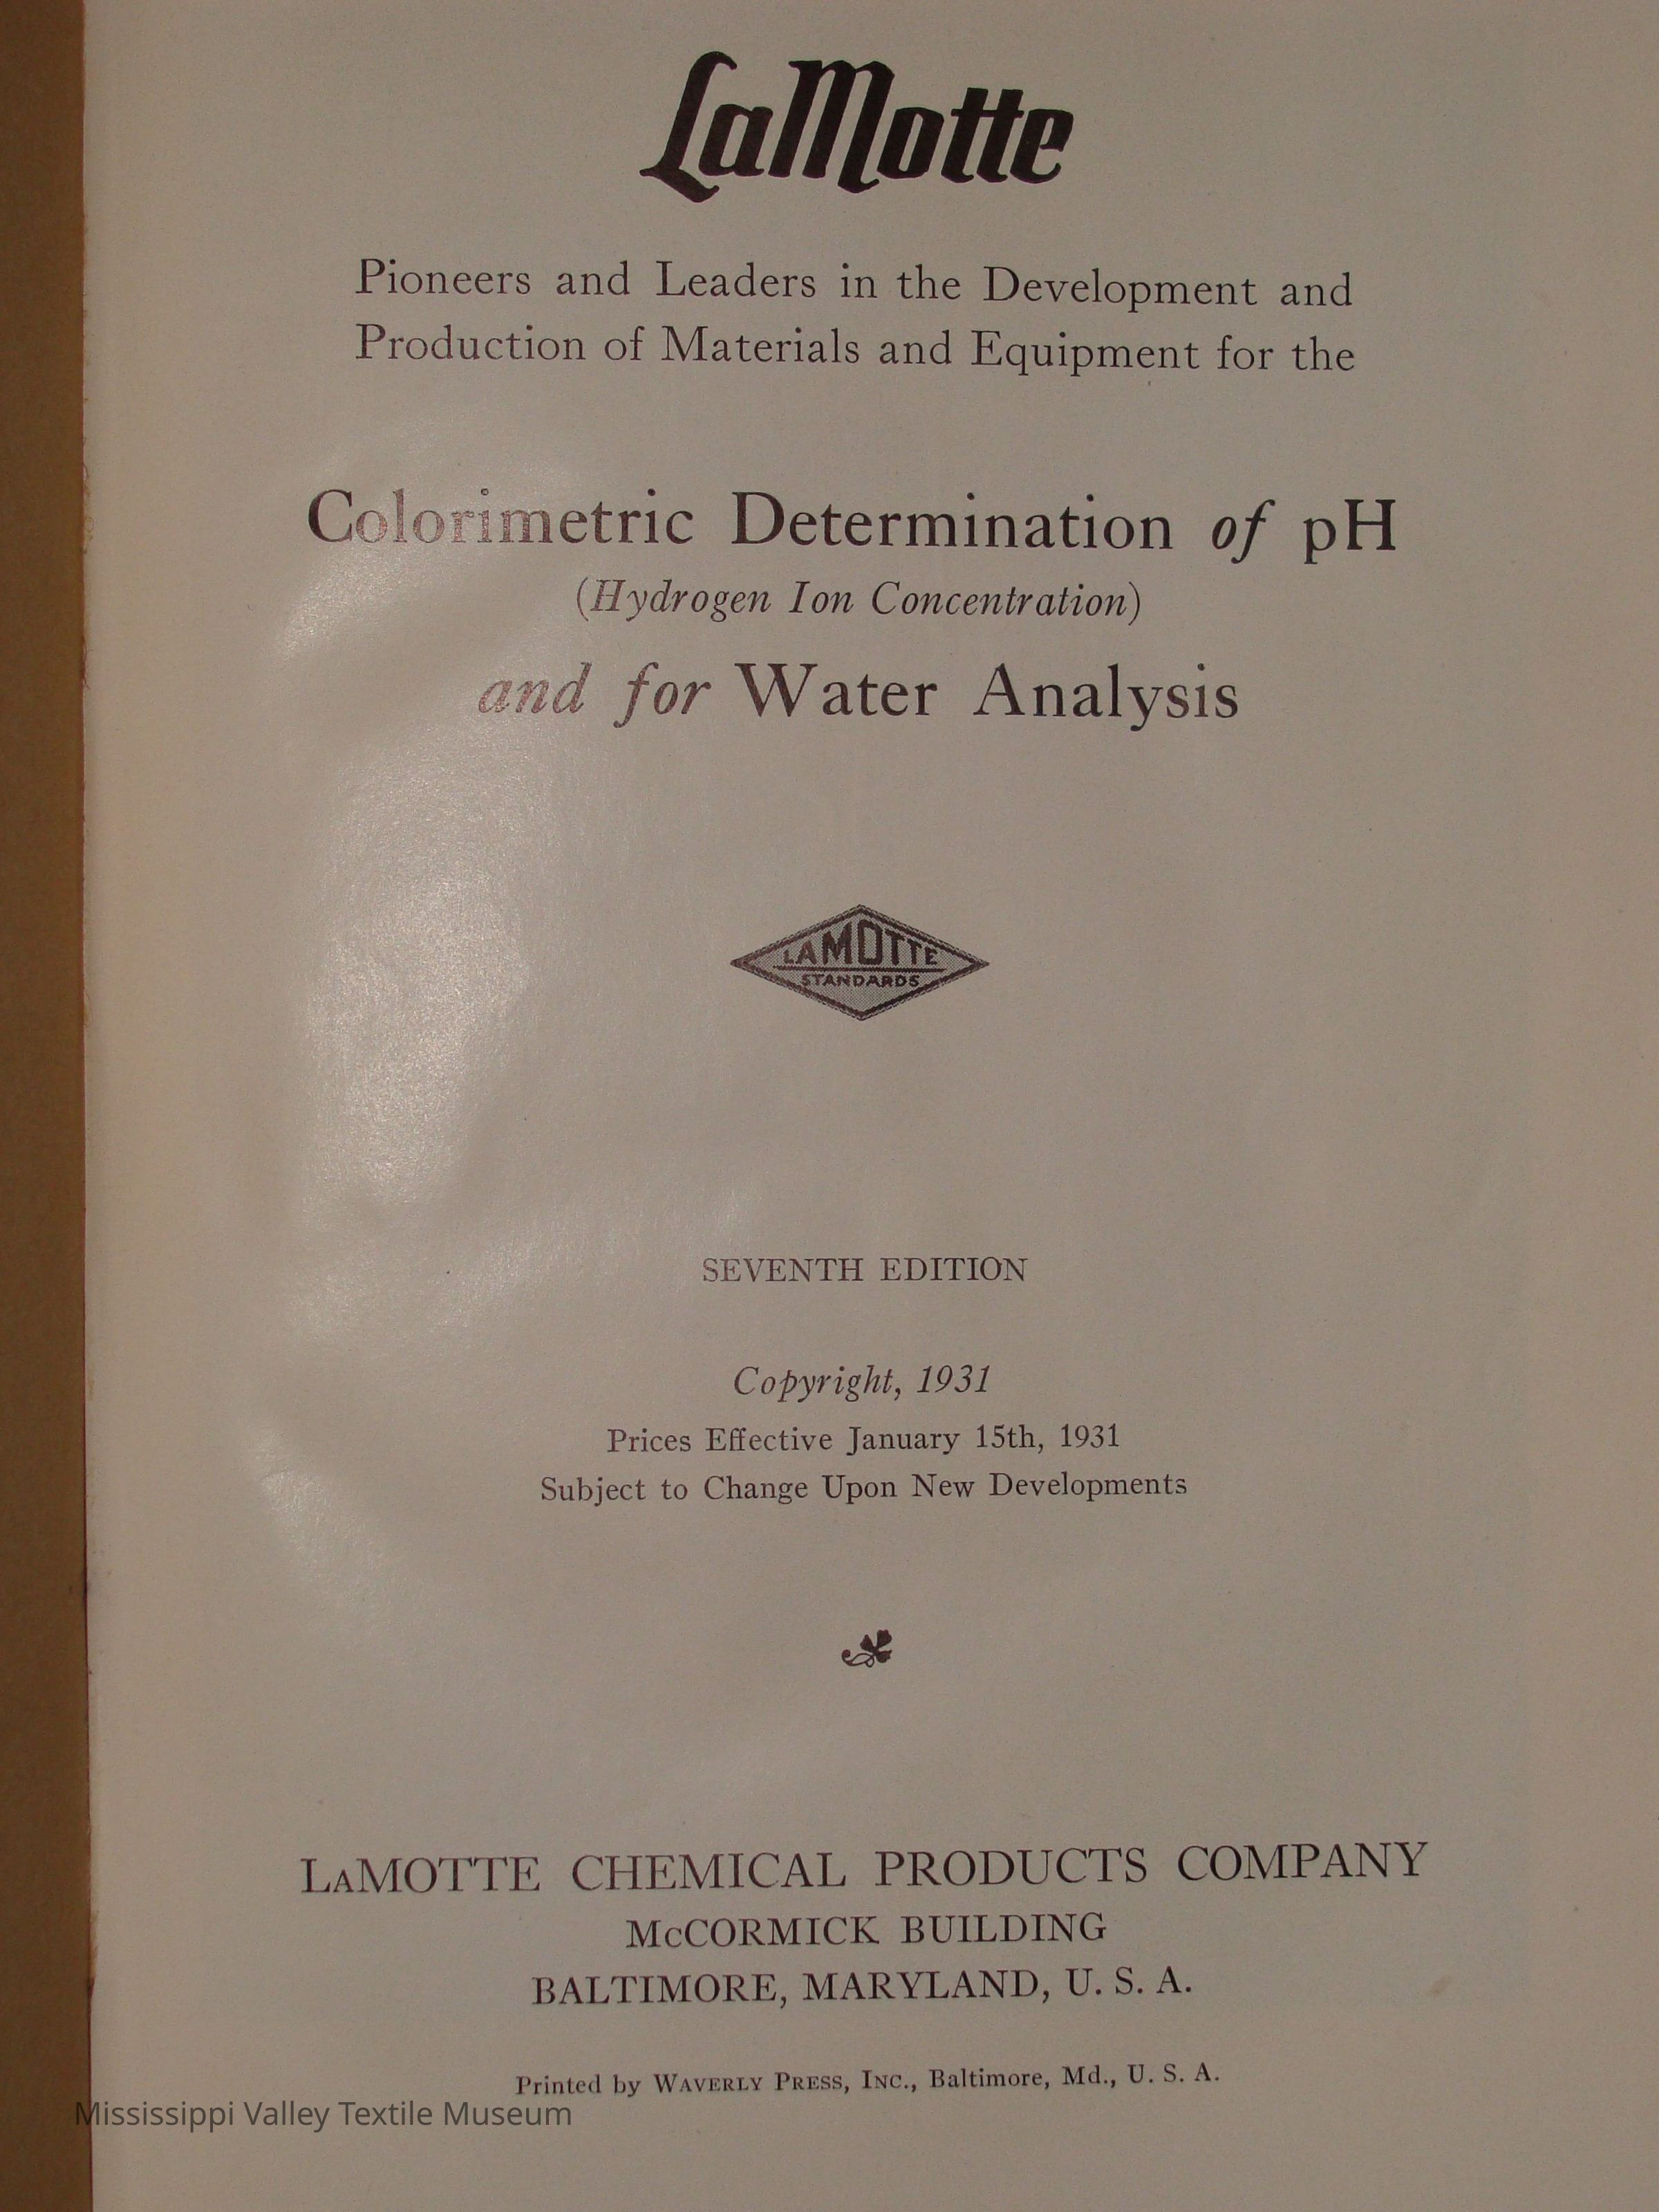 LaMotte
Pioneers and Leaders in the Development and
Production of Materials and Equipment for the
Colorimetric Determination of pH
(Hydrogen Ion Concentration)
and for Water Analysis
LAMOTTE
STANDARDS
SEVENTH EDITION
Copyright, 1931
Prices Effective January 15th, 1931
Subject to Change Upon New Developments
LAMOTTE CHEMICAL PRODUCTS COMPANY
McCORMICK BUILDING
BALTIMORE, MARYLAND, U. S. A.
Printed by WAVERLY PRESS, INC., Baltimore, Md., U. S. A.
Mississippi Valley Textile Museum